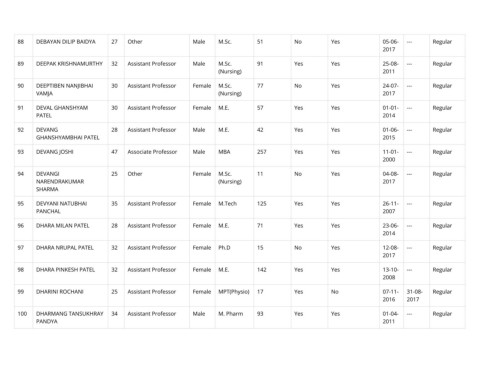 88 DEBAYAN DILIP BAIDYA 27 Other Male M.Sc. 51 No Yes 05-06- --- Regular
2017
89 DEEPAK KRISHNAMURTHY 32 Assistant Professor Male M.Sc. 91 Yes Yes 25-08- --- Regular
(Nursing) 2011
90 DEEPTIBEN NANJIBHAI 30 Assistant Professor Female M.Sc. 77 No Yes 24-07- --- Regular
VAMJA (Nursing) 2017
91 DEVAL GHANSHYAM 30 Assistant Professor Female M.E. 57 Yes Yes 01-01- --- Regular
PATEL 2014
92 DEVANG 28 Assistant Professor Male M.E. 42 Yes Yes 01-06- --- Regular
GHANSHYAMBHAI PATEL 2015
93 DEVANG JOSHI 47 Associate Professor Male MBA 257 Yes Yes 11-01- --- Regular
2000
94 DEVANGI 25 Other Female M.Sc. 11 No Yes 04-08- --- Regular
NARENDRAKUMAR (Nursing) 2017
SHARMA
95 DEVYANI NATUBHAI 35 Assistant Professor Female M.Tech 125 Yes Yes 26-11- --- Regular
PANCHAL 2007
96 DHARA MILAN PATEL 28 Assistant Professor Female M.E. 71 Yes Yes 23-06- --- Regular
2014
97 DHARA NRUPAL PATEL 32 Assistant Professor Female Ph.D 15 No Yes 12-08- --- Regular
2017
98 DHARA PINKESH PATEL 32 Assistant Professor Female M.E. 142 Yes Yes 13-10- --- Regular
2008
99 DHARINI ROCHANI 25 Assistant Professor Female MPT(Physio) 17 Yes No 07-11- 31-08- Regular
2016 2017
100 DHARMANG TANSUKHRAY 34 Assistant Professor Male M. Pharm 93 Yes Yes 01-04- --- Regular
PANDYA 2011